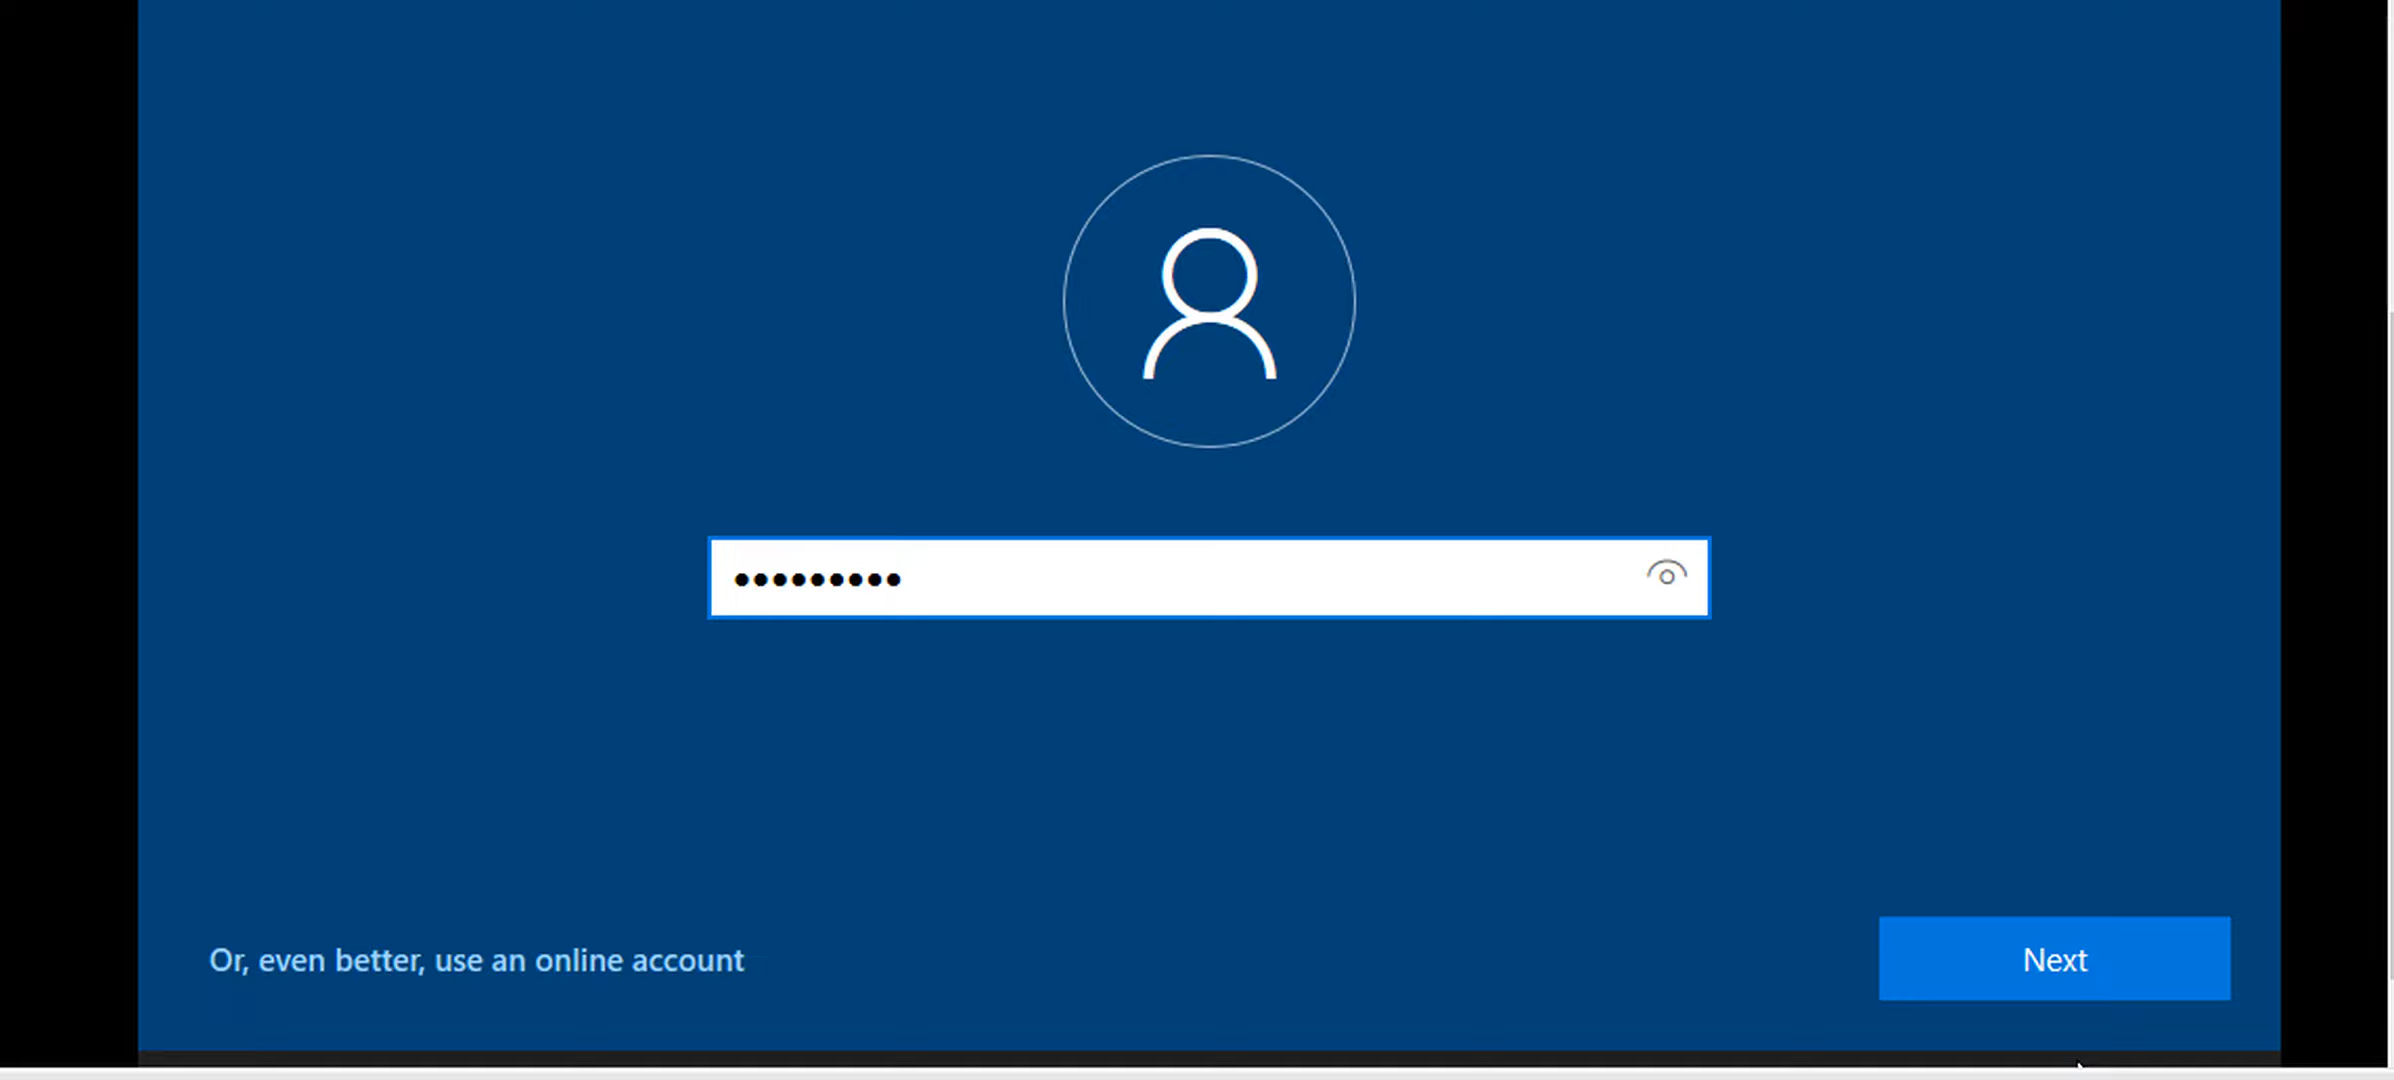 •••••••••
Or, even better, use an online account
Next